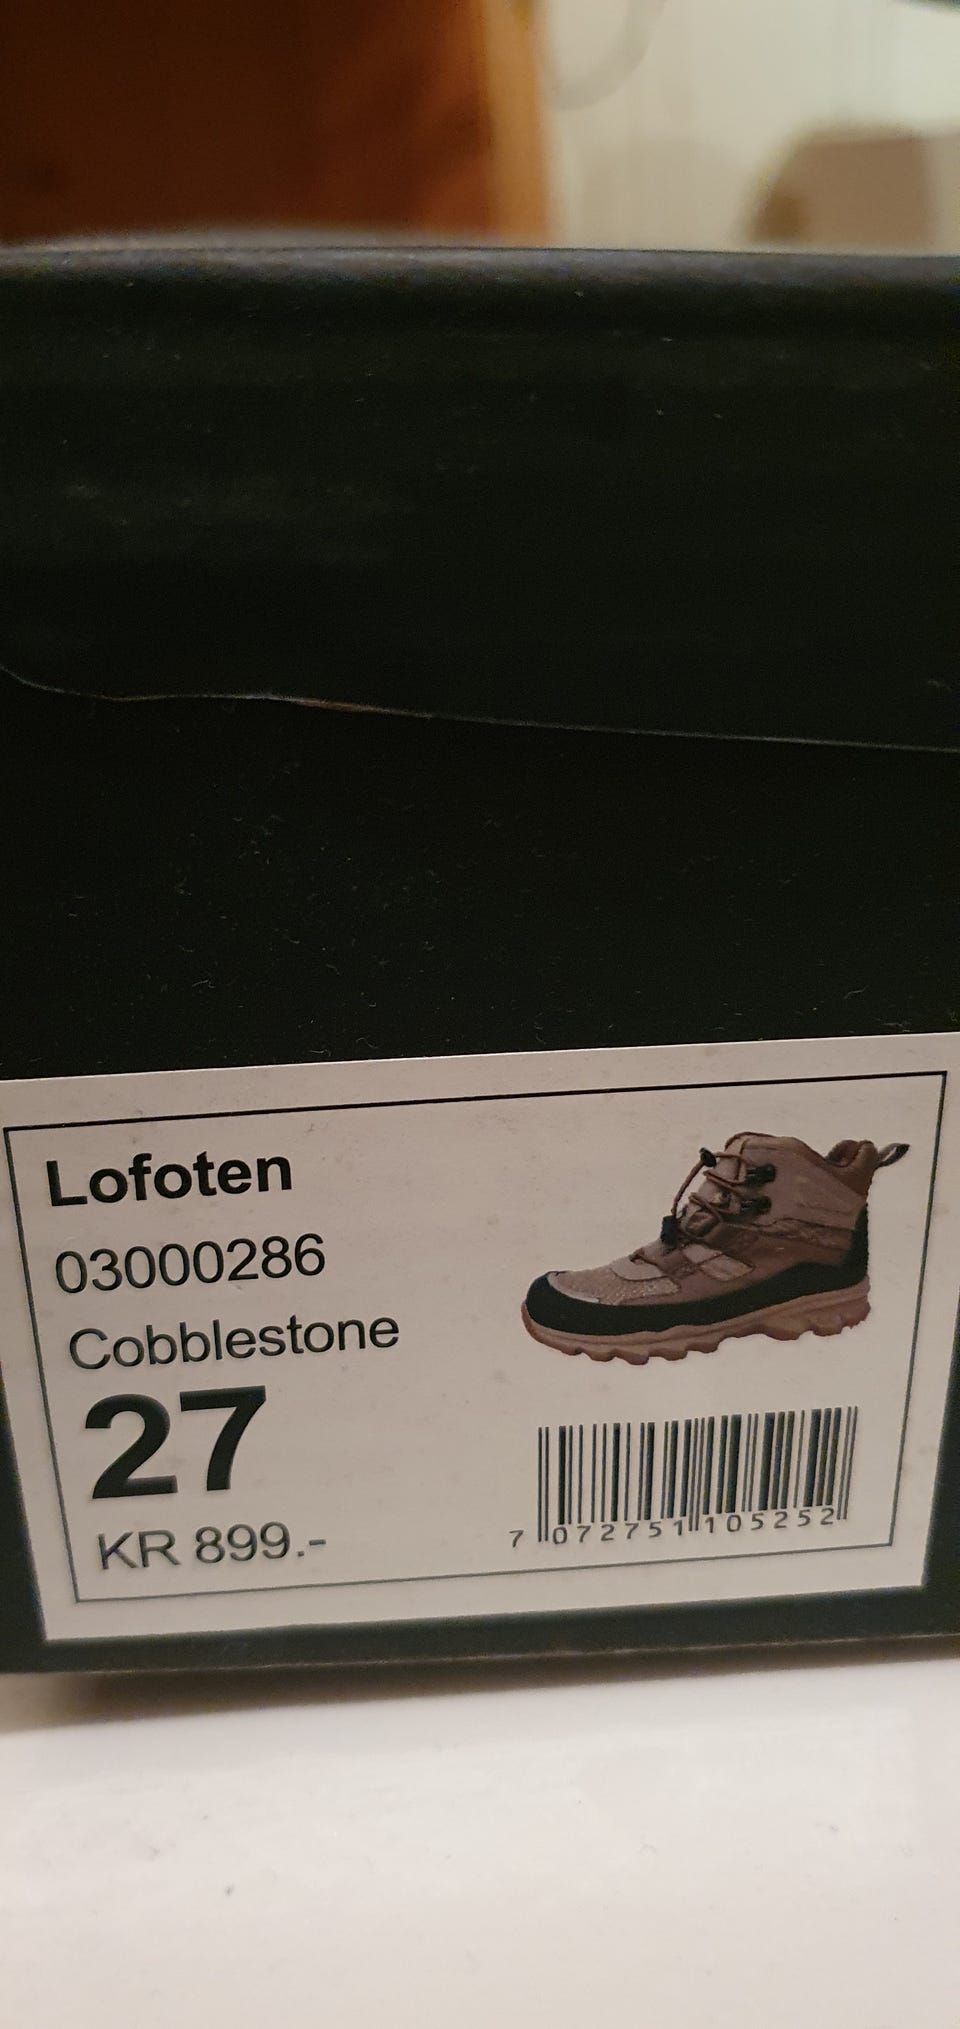 Lofoten
03000286
Cobblestone
27
KR 899.-
7 072751 105252